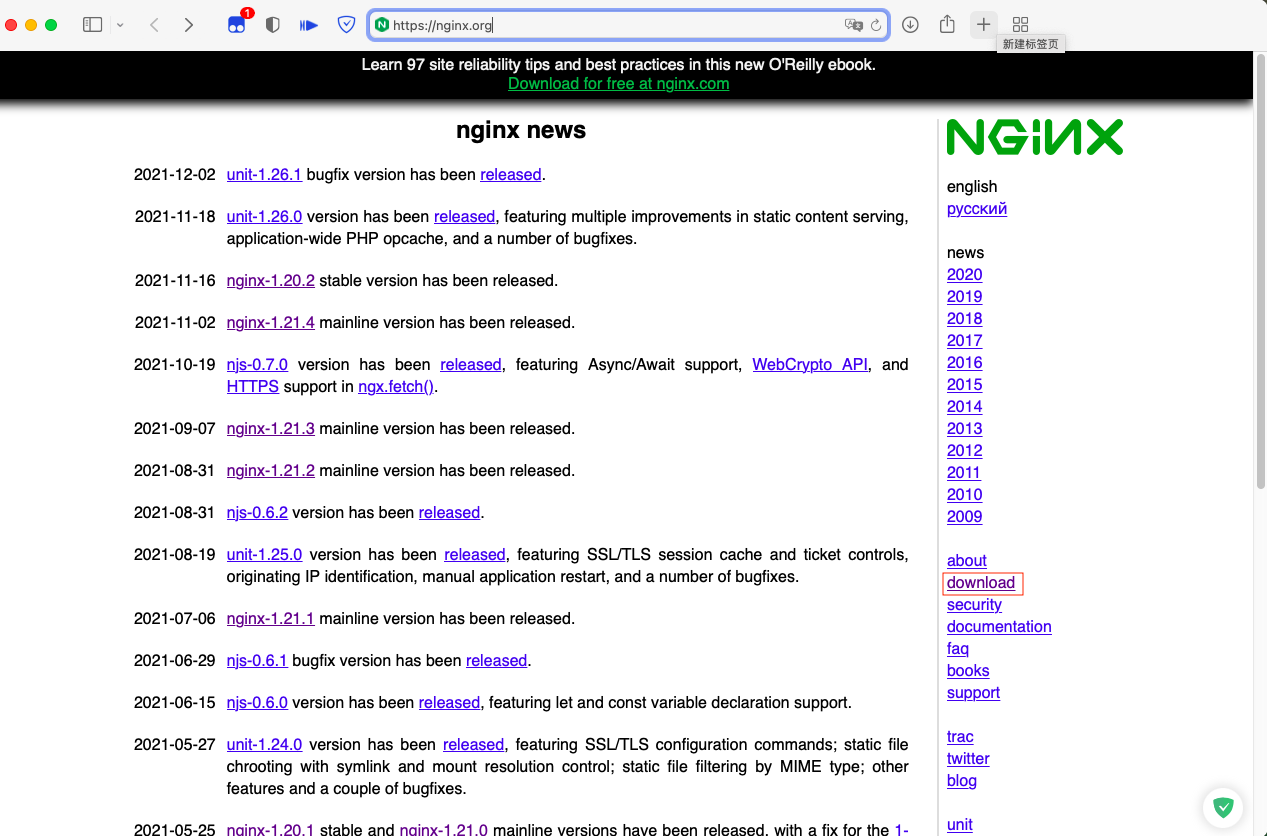 1
https://nginx.org
新建标签页
Learn 97 site reliability tips and best practices in this new O'Reilly ebook.
Download for free at nginx.com
nginx news
2021-12-02 unit-1.26.1 bugfix version has been released.
2021-11-18 unit-1.26.0 version has been released, featuring multiple improvements in static content serving,
application-wide PHP opcache, and a number of bugfixes.
2021-11-16 nginx-1.20.2 stable version has been released.
2021-11-02 nginx-1.21.4 mainline version has been released.
2021-10-19 njs-0.7.0 version has been released, featuring Async/Await support, WebCrypto API, and
HTTPS support in ngx.fetch().
2021-09-07 nginx-1.21.3 mainline version has been released.
2021-08-31 nginx-1.21.2 mainline version has been released.
2021-08-31 njs-0.6.2 version has been released.
2021-08-19 unit-1.25.0 version has been released, featuring SSL/TLS session cache and ticket controls,
originating IP identification, manual application restart, and a number of bugfixes.
2021-07-06 nginx-1.21.1 mainline version has been released.
2021-06-29 njs-0.6.1 bugfix version has been released.
2021-06-15 njs-0.6.0 version has been released, featuring let and const variable declaration support.
2021-05-27 unit-1.24.0 version has been released, featuring SSL/TLS configuration commands; static file
chrooting with symlink and mount resolution control; static file filtering by MIME type; other
features and a couple of bugfixes.
2021-05-25 nginx-1.20.1 stable and nginx-1.21.0 mainline versions have been released, with a fix for the 1-
NGINX
english
русский
news
2020
2019
2018
2017
2016
2015
2014
2013
2012
2011
2010
2009
about
download
security
documentation
faq
books
support
trac
twitter
blog
unit